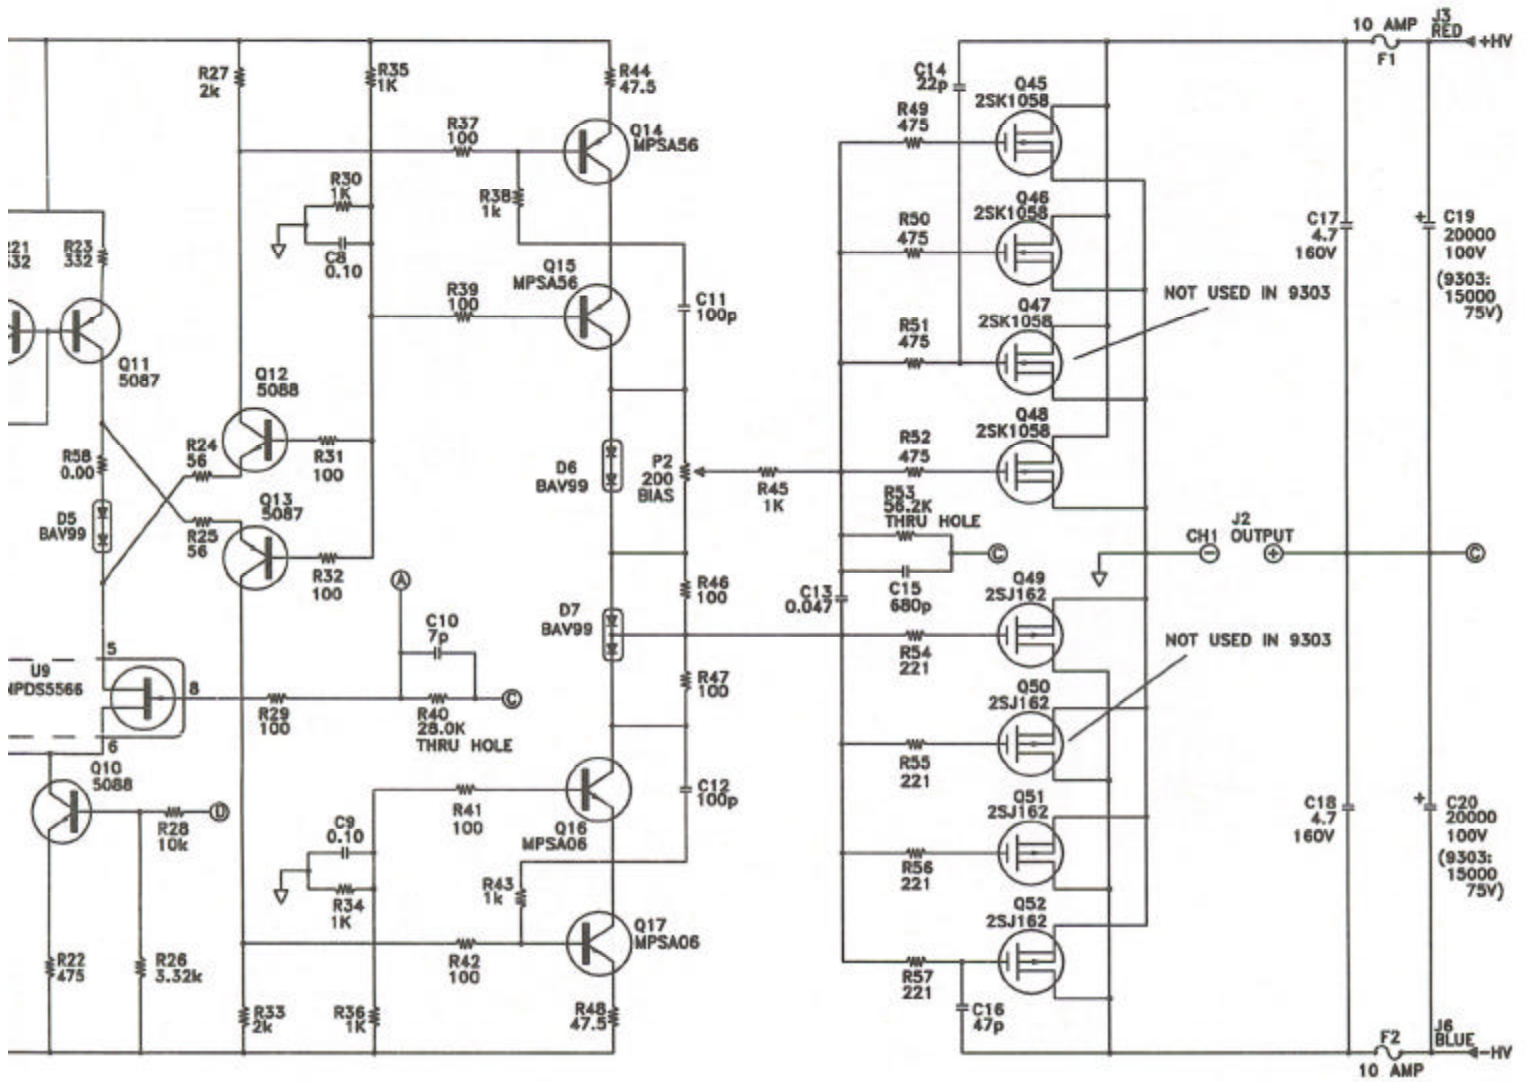 10 AMP
F1
J3
RED
+HV
R27
2k
R35
1K
R44
47.5
C14
22p
Q45
2SK1058
R37
100
Q14
MPSA56
R49
475
R30
1K
R38
1k
Q46
2SK1058
R50
475
C17
4.7
160V
+
C19
20000
100V
(9303:
15000
75V)
332
R23
332
C8
0.10
Q15
MPSA56
R39
100
C11
100p
Q47
2SK1058
R51
475
NOT USED IN 9303
Q11
5087
Q12
5088
Q48
2SK1058
R58
0.00
R24
56
R31
100
D6
BAV99
P2
200
BIAS
R45
1K
R52
475
R53
56.2K
THRU HOLE
D5
BAV99
Q13
5087
R25
56
R32
100
A
C
J2
CH1 OUTPUT
−
+
C
R46
100
C13
0.047
C15
680p
Q49
2SJ162
C10
7p
D7
BAV99
R54
221
NOT USED IN 9303
5
U9
MPDS5566
8
6
R29
100
R40
28.0K
THRU HOLE
C
R47
100
Q50
2SJ162
R55
221
Q10
5088
R28
10k
D
R41
100
Q16
MPSA06
C12
100p
Q51
2SJ162
R56
221
C18
4.7
160V
+
C20
20000
100V
(9303:
15000
75V)
C9
0.10
R34
1K
R43
1k
Q17
MPSA06
Q52
2SJ162
R22
475
R26
3.32k
R42
100
R57
221
R33
2k
R36
1K
R48
47.5
C16
47p
F2
10 AMP
J6
BLUE
-HV